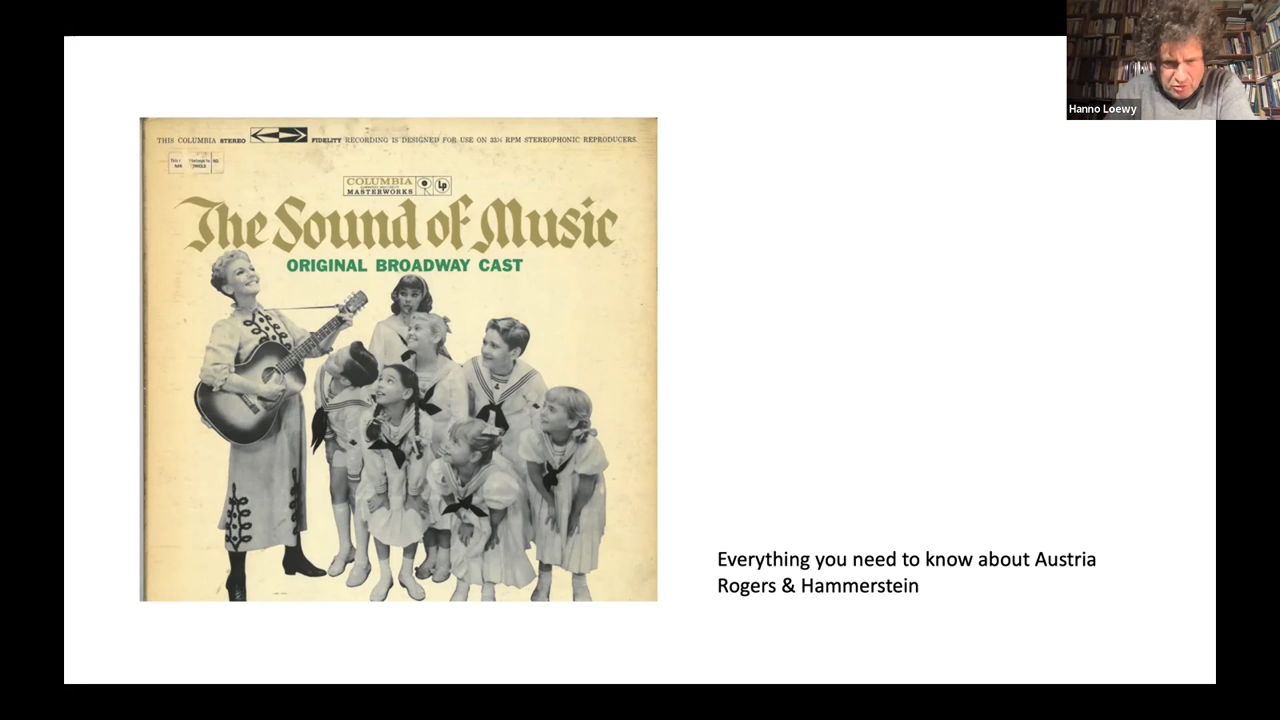 Hanno Loewy
THIS COLUMBIA STEREO FIDELITY RECORDING IS DESIGNED FOR USE ON 33⅓ RPM STEREOPHONIC REPRODUCERS.
COLUMBIA
MASTERWORKS
Lp
The Sound of Music
ORIGINAL BROADWAY CAST
Everything you need to know about Austria
Rogers & Hammerstein